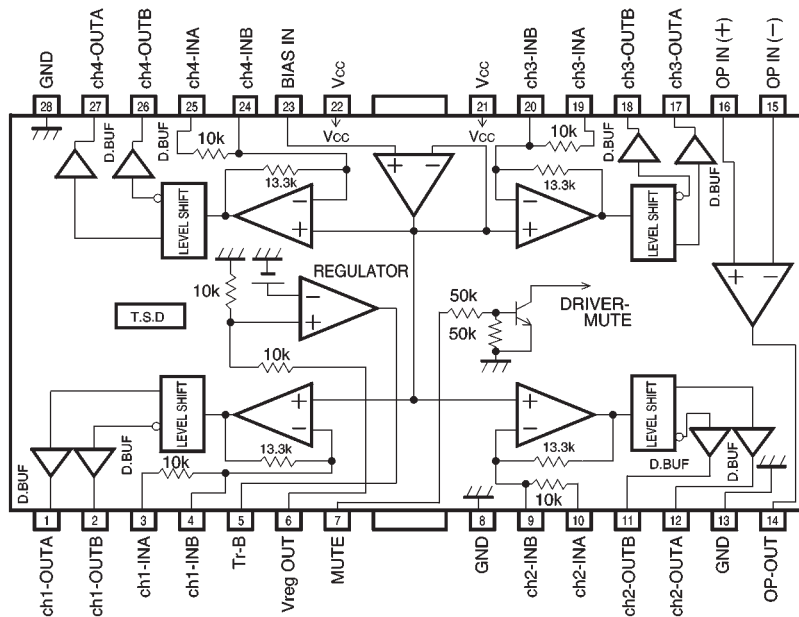 GND
ch4-OUTA
ch4-OUTB
ch4-INA
ch4-INB
BIAS IN
Vcc
Vcc
ch3-INB
ch3-INA
ch3-OUTB
ch3-OUTA
OP IN (+)
OP IN (−)
28
27
26
25
24
23
22
21
20
19
18
17
16
15
D.BUF
D.BUF
10k
Vcc
Vcc
10k
D.BUF
D.BUF
13.3k
13.3k
LEVEL SHIFT
−
+
+
−
−
+
LEVEL SHIFT
+
−
REGULATOR
10k
−
+
T.S.D
50k
50k
DRIVER-
MUTE
10k
LEVEL SHIFT
+
−
+
−
LEVEL SHIFT
D.BUF
D.BUF
10k
13.3k
13.3k
10k
D.BUF
D.BUF
1
2
3
4
5
6
7
8
9
10
11
12
13
14
ch1-OUTA
ch1-OUTB
ch1-INA
ch1-INB
Tr-B
Vreg OUT
MUTE
GND
ch2-INB
ch2-INA
ch2-OUTB
ch2-OUTA
GND
OP-OUT